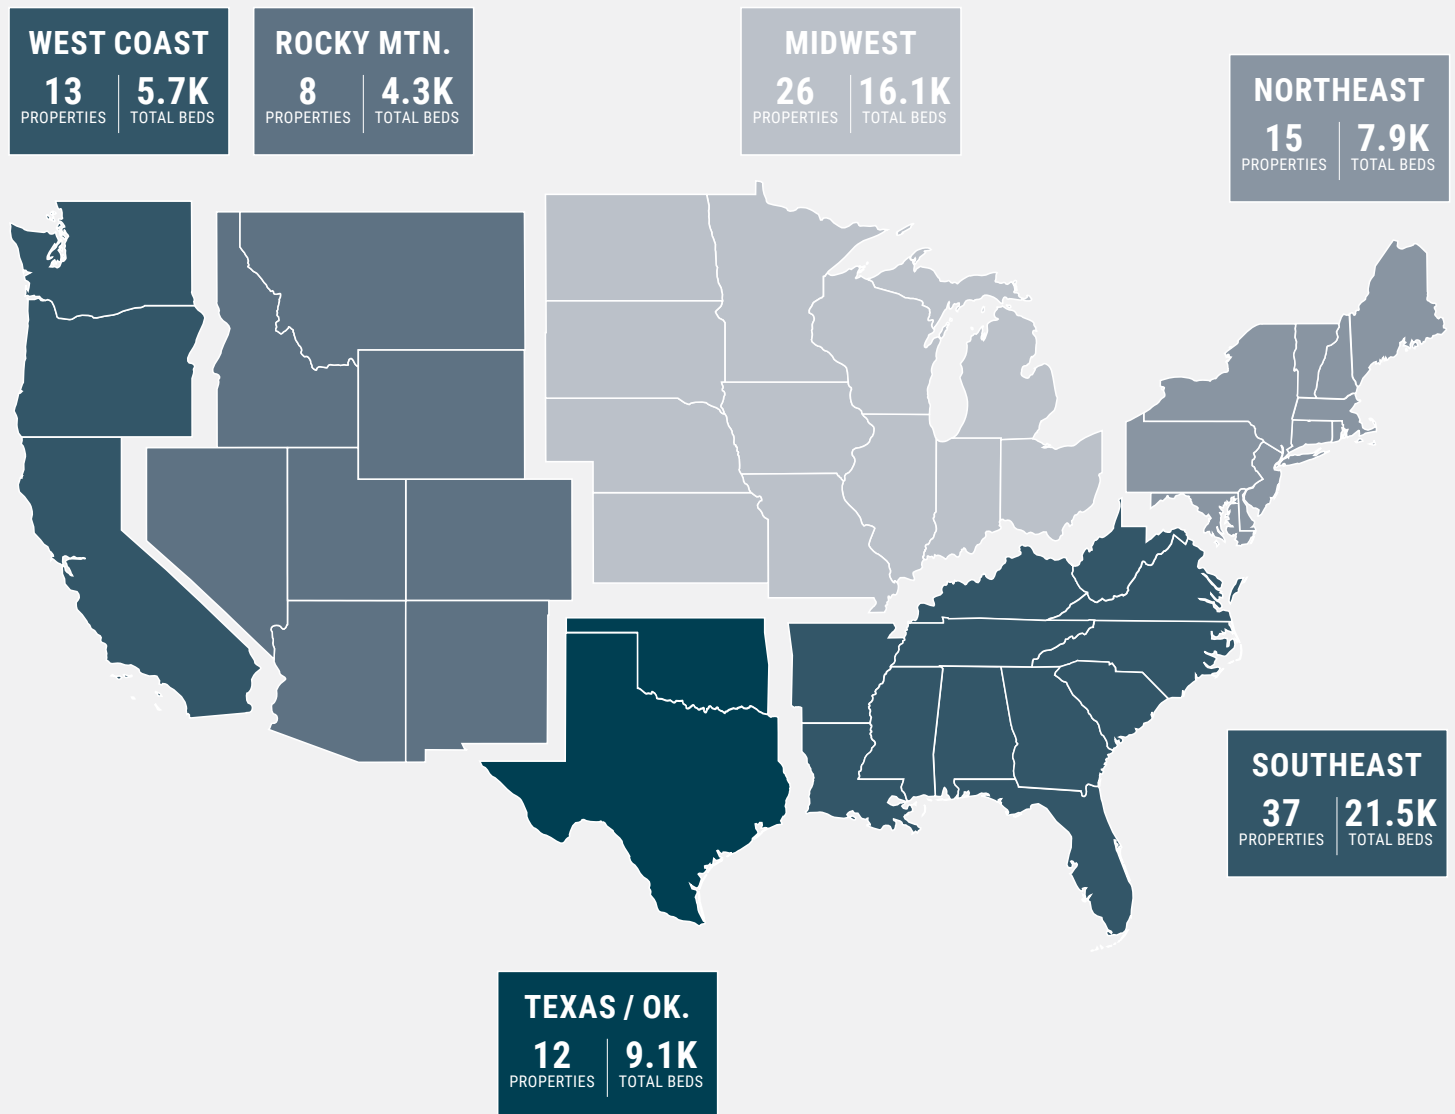 WEST COAST
13 5.7K
PROPERTIES TOTAL BEDS
ROCKY MTN.
8 4.3K
PROPERTIES TOTAL BEDS
MIDWEST
26 16.1K
PROPERTIES TOTAL BEDS
NORTHEAST
15 7.9K
PROPERTIES TOTAL BEDS
SOUTHEAST
37 21.5K
PROPERTIES TOTAL BEDS
TEXAS / OK.
12 9.1K
PROPERTIES TOTAL BEDS